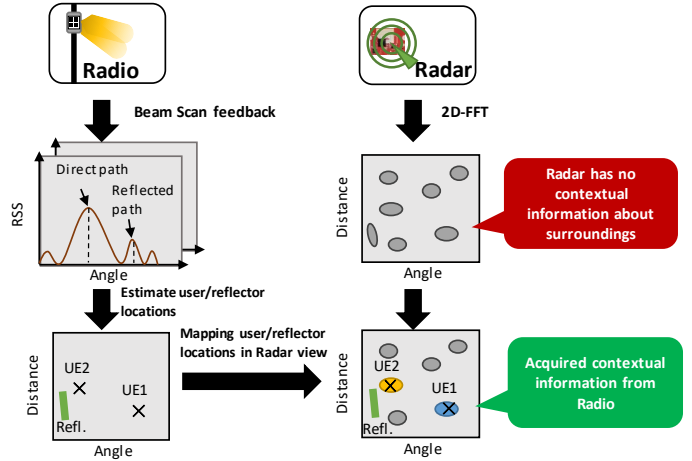 Radio
Radar
Beam Scan feedback
2D-FFT
Direct path
Reflected
path
RSS
Angle
Distance
Angle
Radar has no
contextual
information about
surroundings
Estimate user/reflector
locations
Mapping user/reflector
locations in Radar view
Distance
UE2
UE1
Refl.
Angle
Distance
UE2
UE1
Refl.
Angle
Acquired contextual
information from
Radio